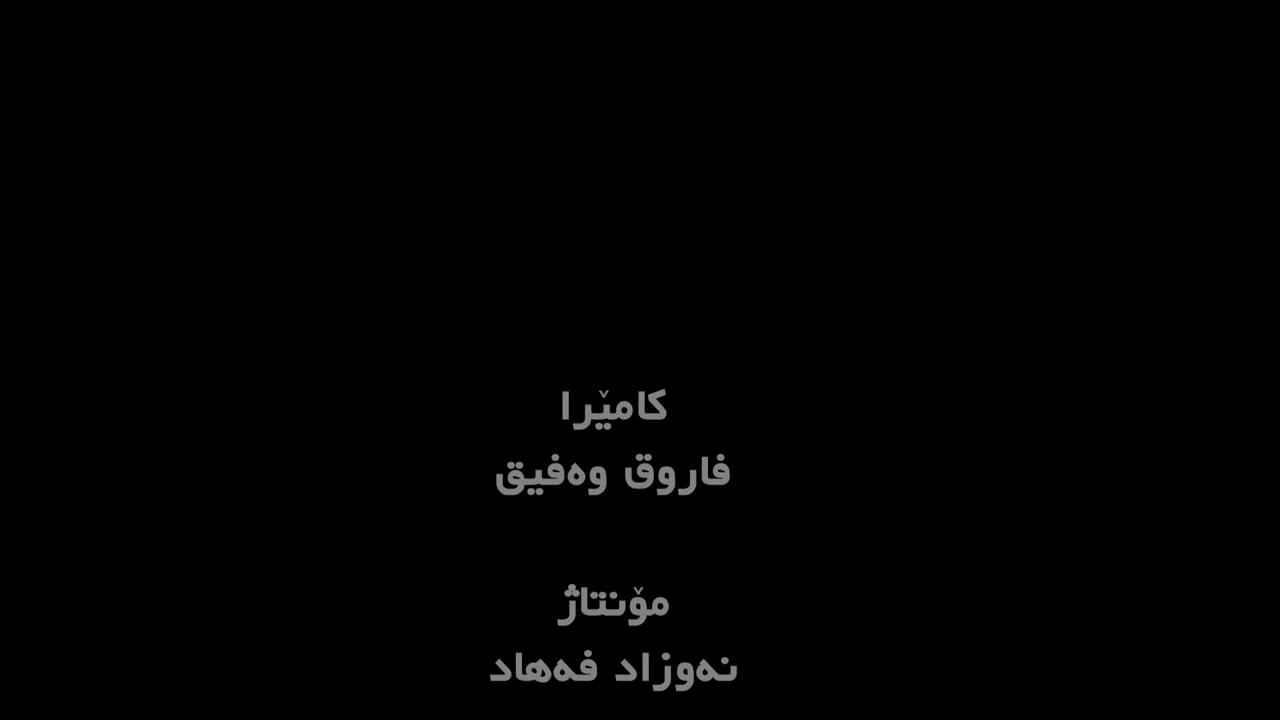 کامێرا
فاروق وەفیق
مۆنتاژ
نەوزاد فەهاد